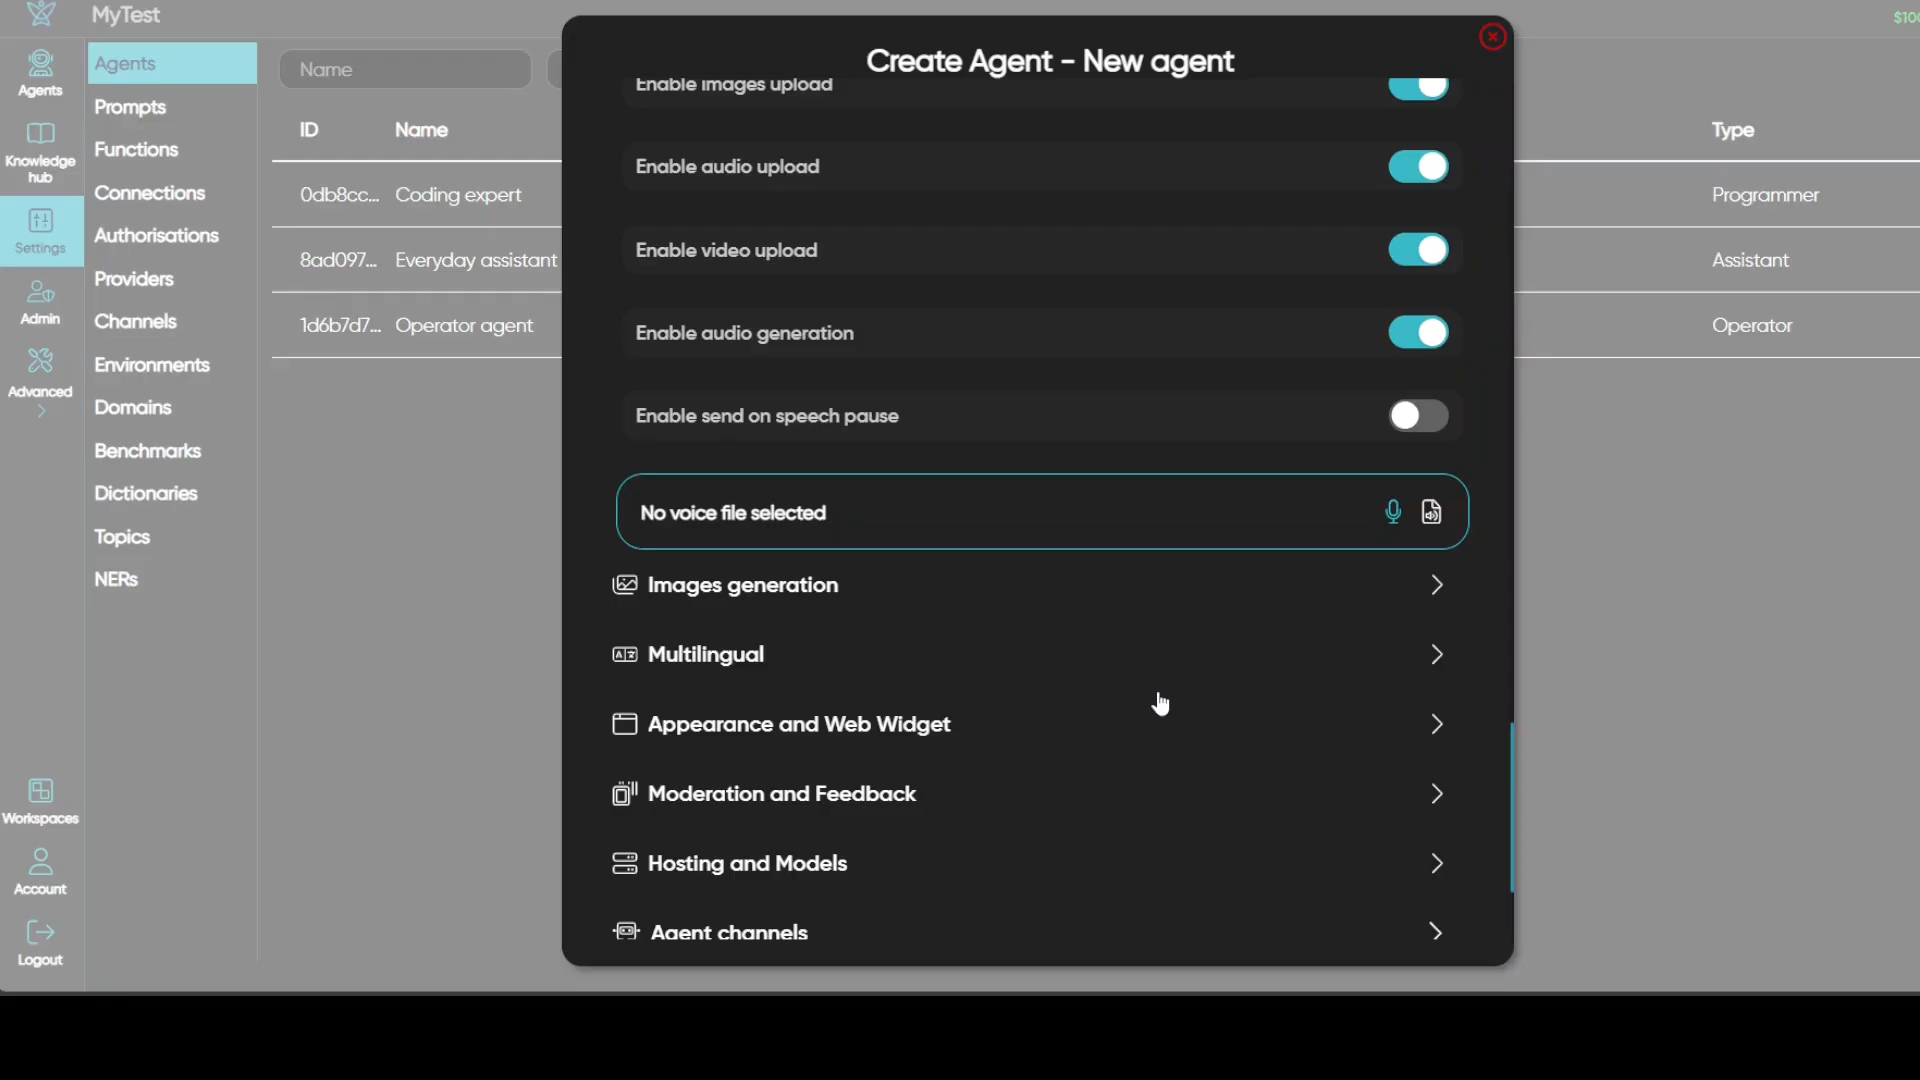 MyTest
$100
Agents
Knowledge
hub
Settings
Admin
Advanced
Workspaces
Account
Logout
Agents
Prompts
Functions
Connections
Authorisations
Providers
Channels
Environments
Domains
Benchmarks
Dictionaries
Topics
NERs
Name
ID Name Type
0db8cc... Coding expert Programmer
8ad097... Everyday assistant Assistant
1d6b7d7... Operator agent Operator
Create Agent - New agent
Enable images upload
Enable audio upload
Enable video upload
Enable audio generation
Enable send on speech pause
No voice file selected
Images generation
Multilingual
Appearance and Web Widget
Moderation and Feedback
Hosting and Models
Agent channels